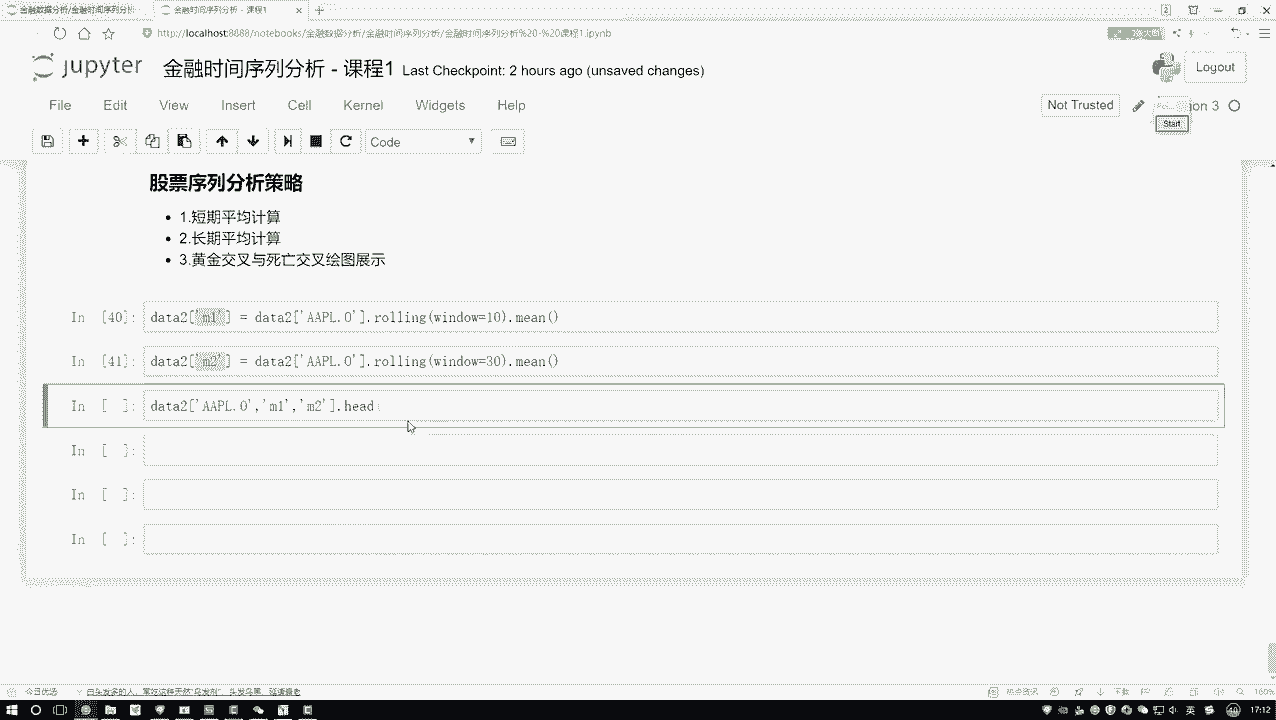 金融数据分析/金融时间序列分析
金融时间序列分析 - 课程1
http://localhost:8888/notebooks/金融数据分析/金融时间序列分析/金融时间序列分析%20-%20课程1.ipynb
jupyter 金融时间序列分析 - 课程1 Last Checkpoint: 2 hours ago (unsaved changes)
Logout
File Edit View Insert Cell Kernel Widgets Help
Not Trusted
on 3
Start
Code
股票序列分析策略
1.短期平均计算
2.长期平均计算
3.黄金交叉与死亡交叉绘图展示
In [40]: data2['m1'] = data2['AAPL.O'].rolling(window=10).mean()
In [41]: data2['m2'] = data2['AAPL.O'].rolling(window=30).mean()
In [ ]: data2['AAPL.O','m1','m2'].head
In [ ]:
In [ ]:
In [ ]:
今日优选
下载
160%
英
17:12